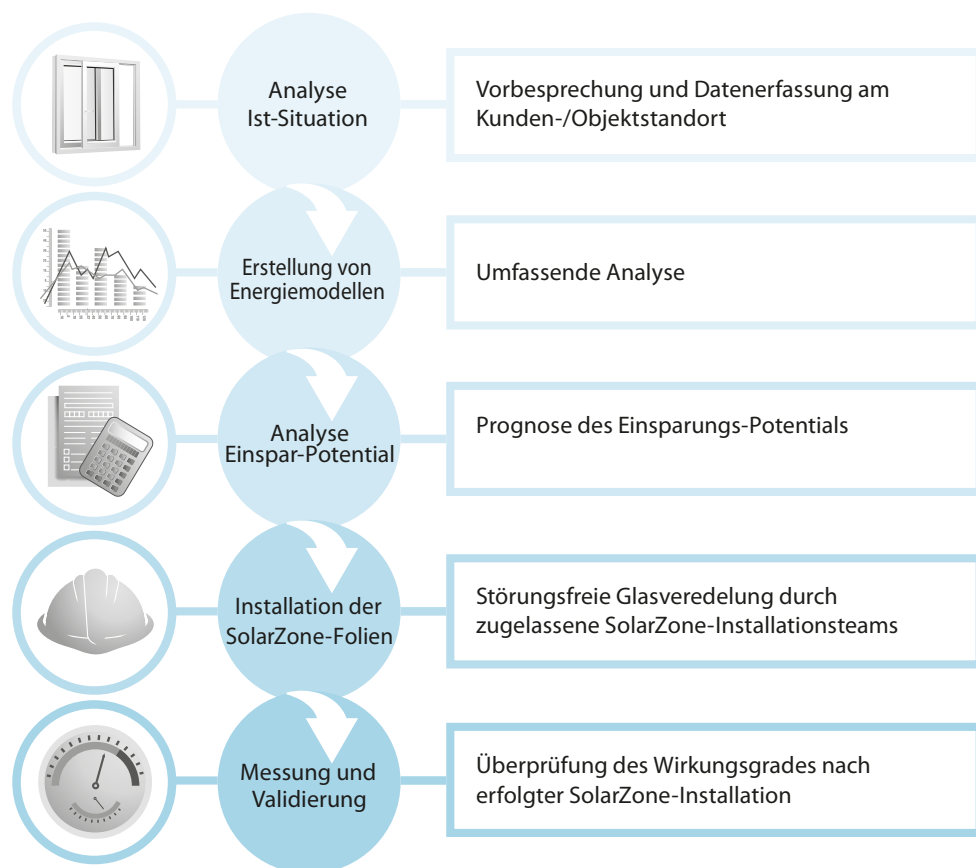 Analyse
Ist-Situation
Vorbesprechung und Datenerfassung am
Kunden-/Objektstandort
Erstellung von
Energiemodellen
Umfassende Analyse
Analyse
Einspar-Potential
Prognose des Einsparungs-Potentials
Installation der
SolarZone-Folien
Störungsfreie Glasveredelung durch
zugelassene SolarZone-Installationsteams
Messung und
Validierung
Überprüfung des Wirkungsgrades nach
erfolgter SolarZone-Installation